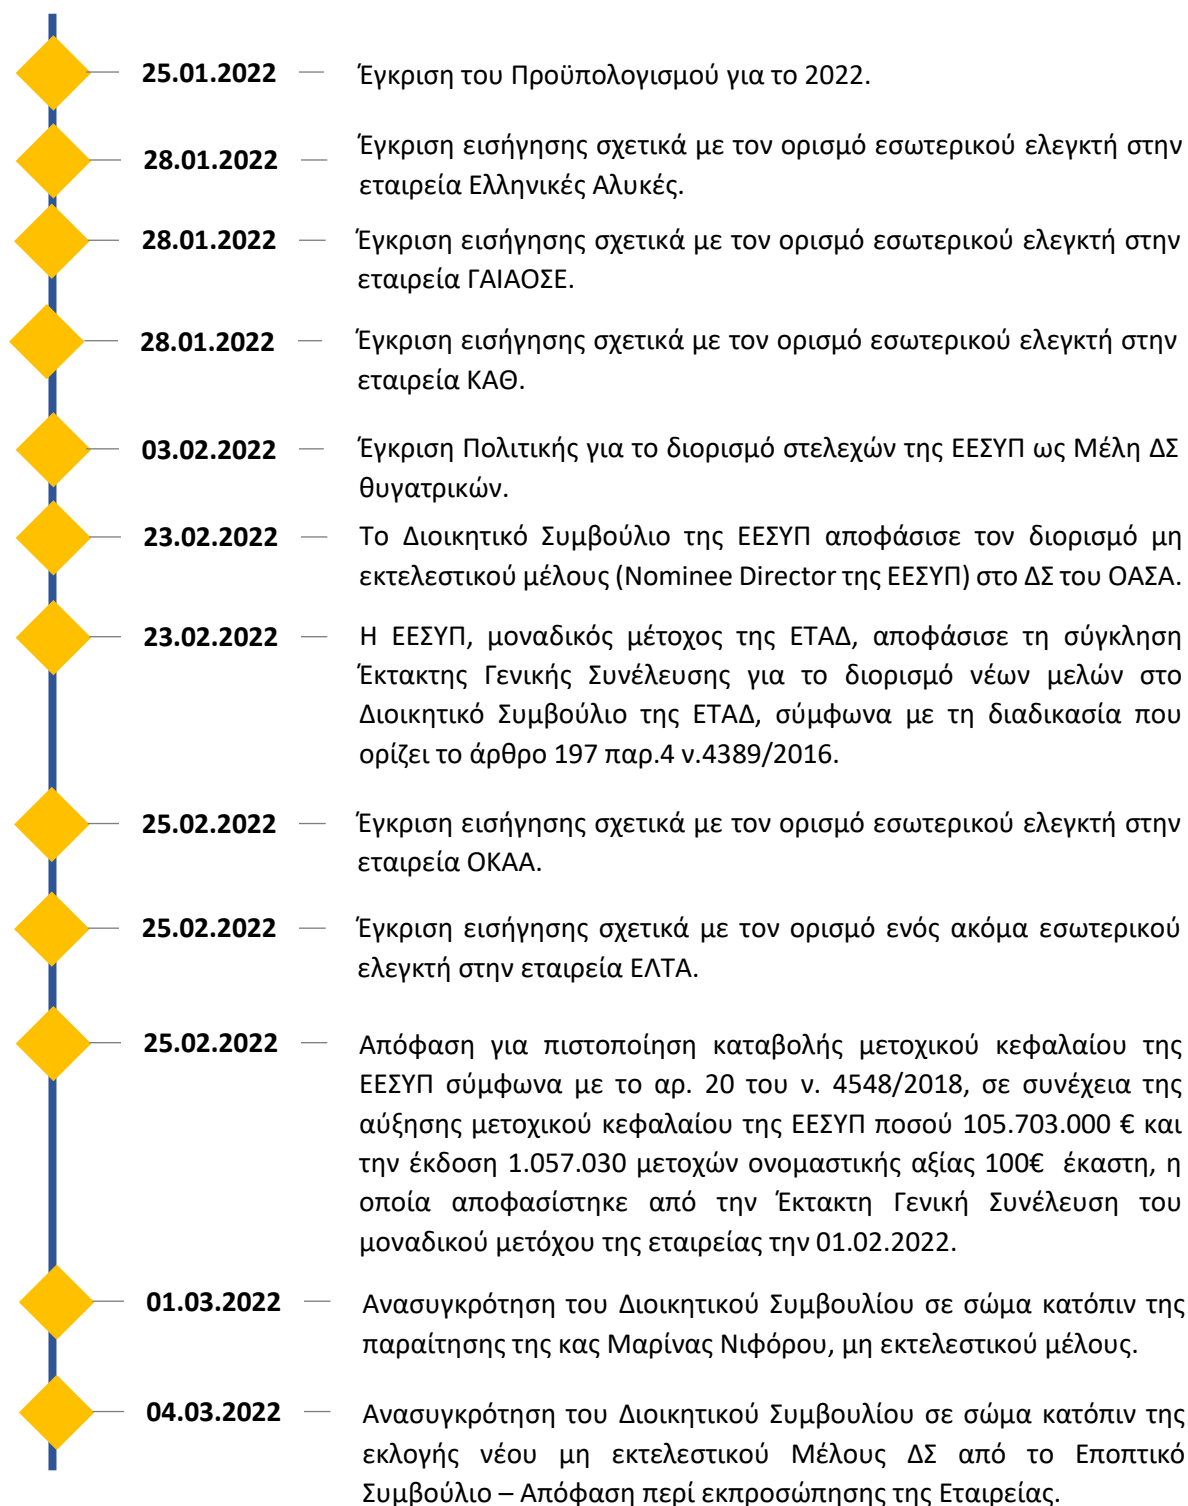 25.01.2022 Έγκριση του Προϋπολογισμού για το 2022.
28.01.2022 Έγκριση εισήγησης σχετικά με τον ορισμό εσωτερικού ελεγκτή στην
εταιρεία Ελληνικές Αλυκές.
28.01.2022 Έγκριση εισήγησης σχετικά με τον ορισμό εσωτερικού ελεγκτή στην
εταιρεία ΓΑΙΑΟΣΕ.
28.01.2022 Έγκριση εισήγησης σχετικά με τον ορισμό εσωτερικού ελεγκτή στην
εταιρεία ΚΑΘ.
03.02.2022 Έγκριση Πολιτικής για το διορισμό στελεχών της ΕΕΣΥΠ ως Μέλη ΔΣ
θυγατρικών.
23.02.2022 Το Διοικητικό Συμβούλιο της ΕΕΣΥΠ αποφάσισε τον διορισμό μη
εκτελεστικού μέλους (Nominee Director της ΕΕΣΥΠ) στο ΔΣ του ΟΑΣΑ.
23.02.2022 Η ΕΕΣΥΠ, μοναδικός μέτοχος της ΕΤΑΔ, αποφάσισε τη σύγκληση
Έκτακτης Γενικής Συνέλευσης για το διορισμό νέων μελών στο
Διοικητικό Συμβούλιο της ΕΤΑΔ, σύμφωνα με τη διαδικασία που
ορίζει το άρθρο 197 παρ.4 ν.4389/2016.
25.02.2022 Έγκριση εισήγησης σχετικά με τον ορισμό εσωτερικού ελεγκτή στην
εταιρεία ΟΚΑΑ.
25.02.2022 Έγκριση εισήγησης σχετικά με τον ορισμό ενός ακόμα εσωτερικού
ελεγκτή στην εταιρεία ΕΛΤΑ.
25.02.2022 Απόφαση για πιστοποίηση καταβολής μετοχικού κεφαλαίου της
ΕΕΣΥΠ σύμφωνα με το αρ. 20 του ν. 4548/2018, σε συνέχεια της
αύξησης μετοχικού κεφαλαίου της ΕΕΣΥΠ ποσού 105.703.000 € και
την έκδοση 1.057.030 μετοχών ονομαστικής αξίας 100€ έκαστη, η
οποία αποφασίστηκε από την Έκτακτη Γενική Συνέλευση του
μοναδικού μετόχου της εταιρείας την 01.02.2022.
01.03.2022 Ανασυγκρότηση του Διοικητικού Συμβουλίου σε σώμα κατόπιν της
παραίτησης της κας Μαρίνας Νιφόρου, μη εκτελεστικού μέλους.
04.03.2022 Ανασυγκρότηση του Διοικητικού Συμβουλίου σε σώμα κατόπιν της
εκλογής νέου μη εκτελεστικού Μέλους ΔΣ από το Εποπτικό
Συμβούλιο – Απόφαση περί εκπροσώπησης της Εταιρείας.